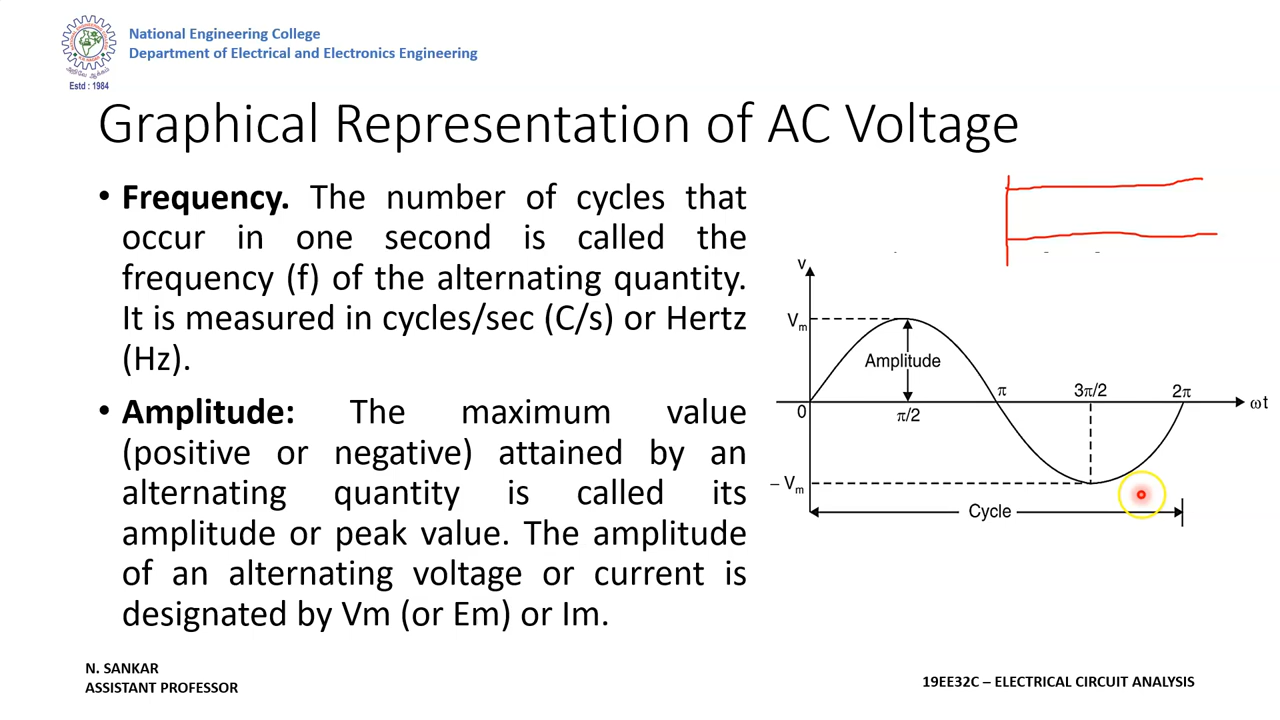 National Engineering College
Department of Electrical and Electronics Engineering
Estd : 1984
Graphical Representation of AC Voltage
• Frequency. The number of cycles that
occur in one second is called the
frequency (f) of the alternating quantity.
It is measured in cycles/sec (C/s) or Hertz
(Hz).
• Amplitude: The maximum value
(positive or negative) attained by an
alternating quantity is called its
amplitude or peak value. The amplitude
of an alternating voltage or current is
designated by Vm (or Em) or Im.
v
Vm
Amplitude
0
π/2
π
3π/2
2π
ωt
– Vm
Cycle
N. SANKAR
ASSISTANT PROFESSOR
19EE32C – ELECTRICAL CIRCUIT ANALYSIS